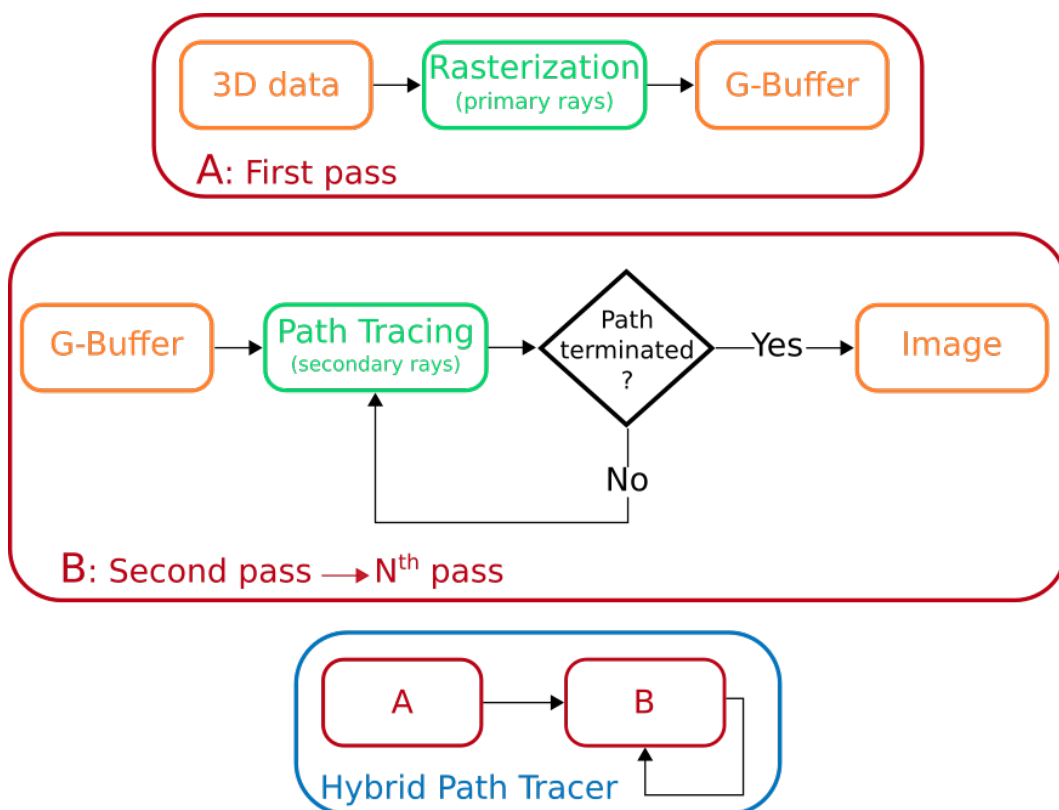 3D data
Rasterization
(primary rays)
G-Buffer
A: First pass
G-Buffer
Path Tracing
(secondary rays)
Path
terminated
?
Yes
Image
No
B: Second pass → Nth pass
A
B
Hybrid Path Tracer